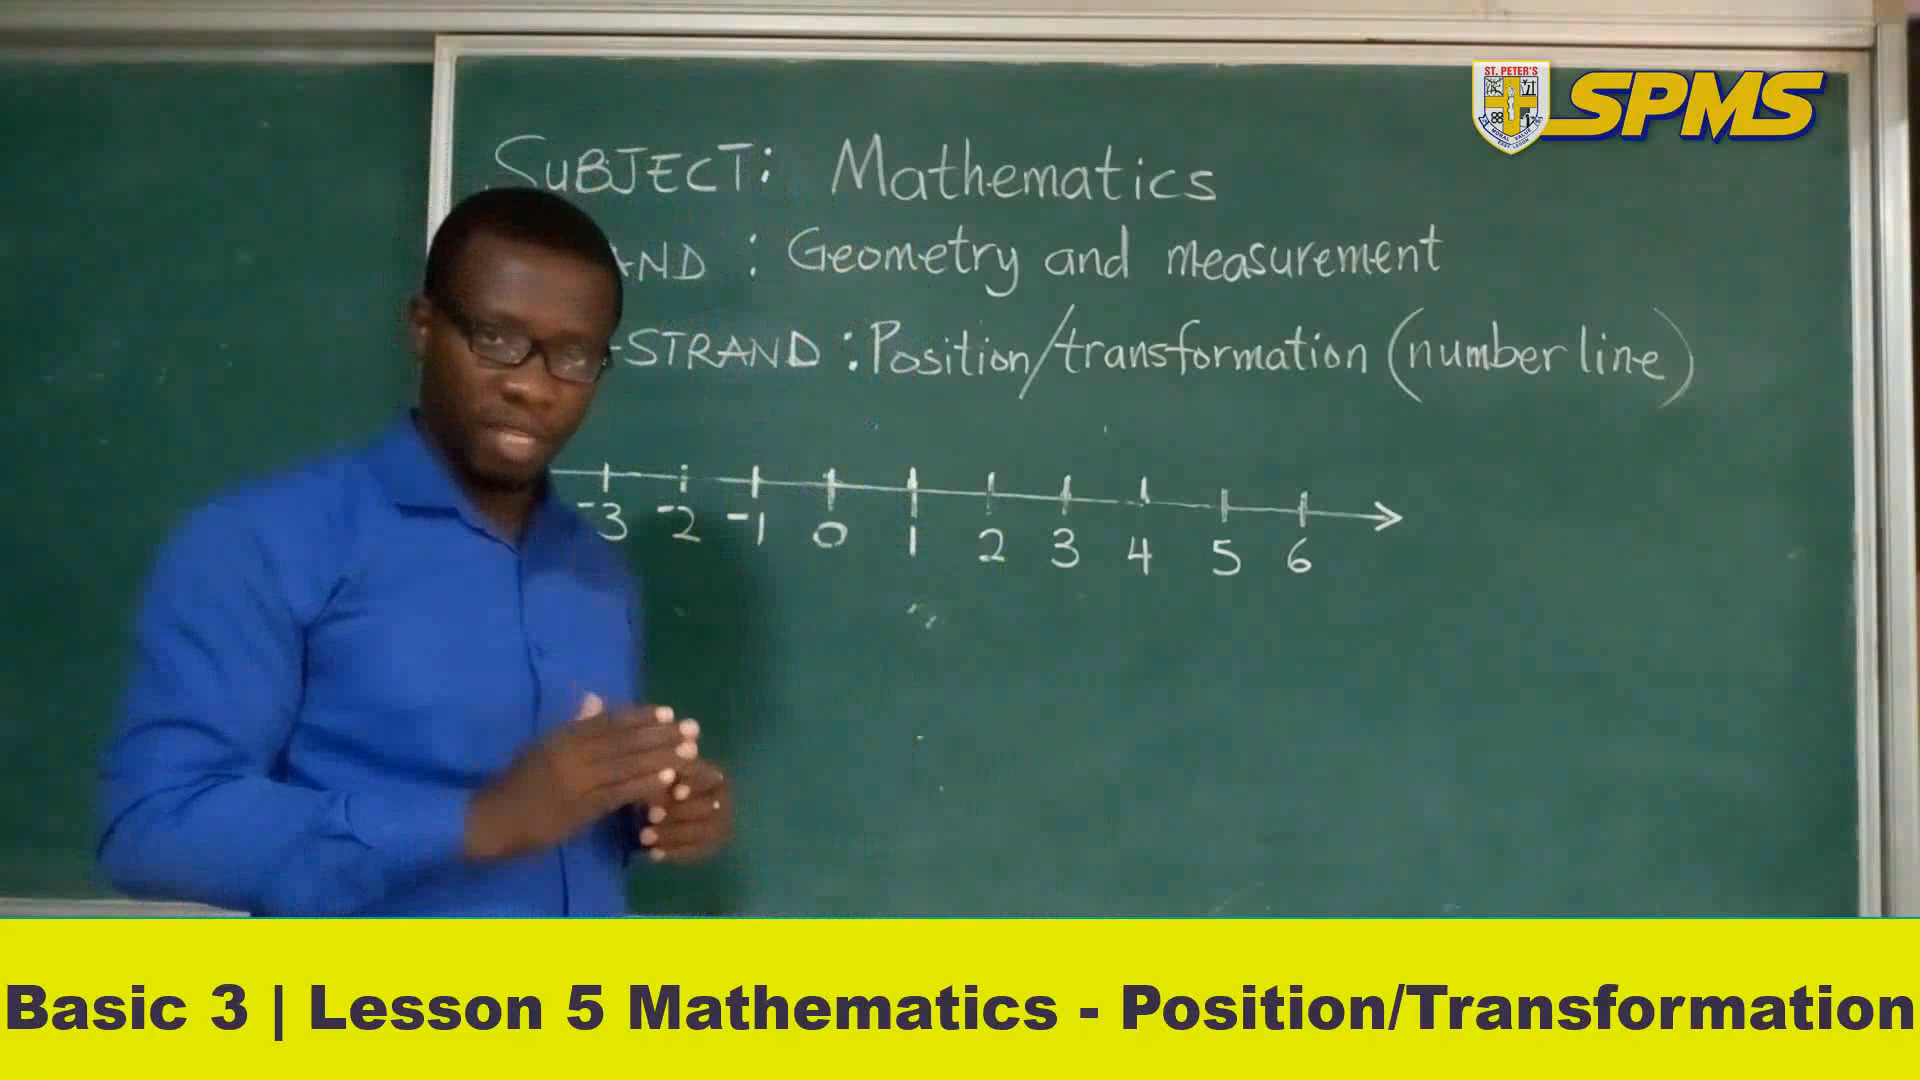 ST. PETER'S
SPMS
SUBJECT: Mathematics
AND : Geometry and measurement
-STRAND : Position/transformation (number line)
-3 -2 -1 0 1 2 3 4 5 6
Basic 3 | Lesson 5 Mathematics - Position/Transformation